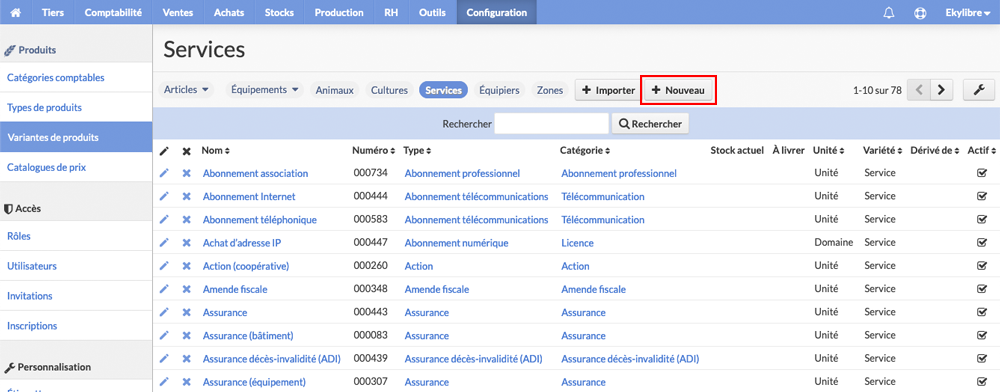 Tiers Comptabilité Ventes Achats Stocks Production RH Outils Configuration Ekylibre
Produits
Catégories comptables
Types de produits
Variantes de produits
Catalogues de prix
Accès
Rôles
Utilisateurs
Invitations
Inscriptions
Personnalisation
Services
Articles Équipements Animaux Cultures Services Équipiers Zones Importer Nouveau 1-10 sur 78
Rechercher Rechercher
Nom Numéro Type Catégorie Stock actuel À livrer Unité Variété Dérivé de Actif
Abonnement association 000734 Abonnement professionnel Abonnement professionnel Unité Service
Abonnement Internet 000444 Abonnement télécommunications Télécommunication Unité Service
Abonnement téléphonique 000583 Abonnement télécommunications Télécommunication Unité Service
Achat d'adresse IP 000447 Abonnement numérique Licence Domaine Service
Action (coopérative) 000260 Action Action Unité Service
Amende fiscale 000348 Amende fiscale Amende fiscale Unité Service
Assurance 000443 Assurance Assurance Unité Service
Assurance (bâtiment) 000083 Assurance Assurance Unité Service
Assurance décès-invalidité (ADI) 000439 Assurance décès-invalidité (ADI) Assurance décès-invalidité (ADI) Unité Service
Assurance (équipement) 000307 Assurance Assurance Unité Service